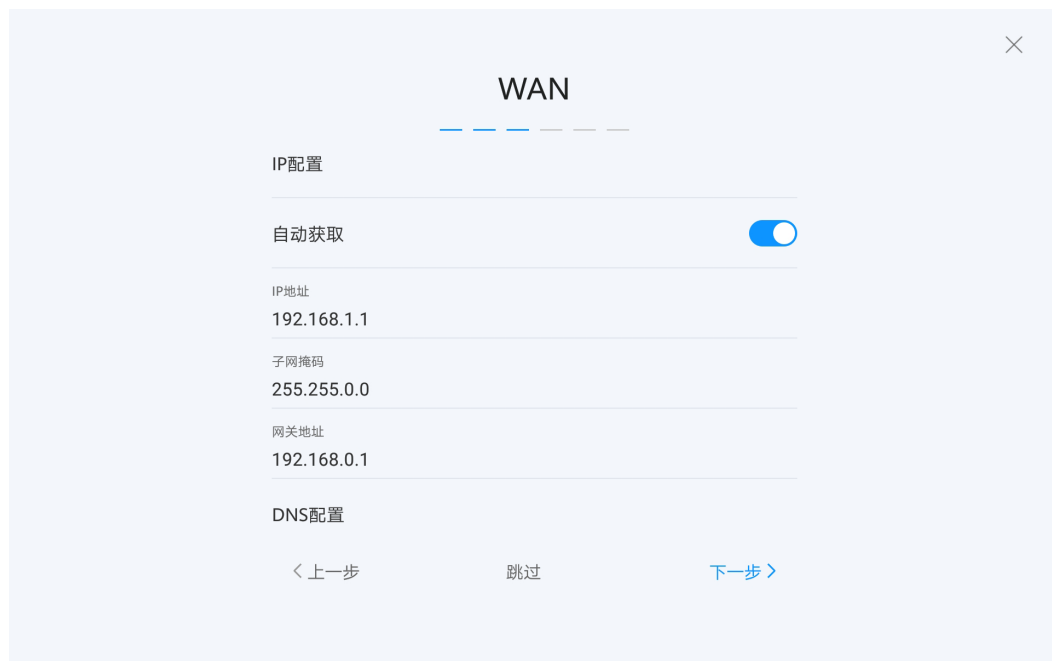 WAN
IP配置
自动获取
IP地址
192.168.1.1
子网掩码
255.255.0.0
网关地址
192.168.0.1
DNS配置
上一步 跳过 下一步